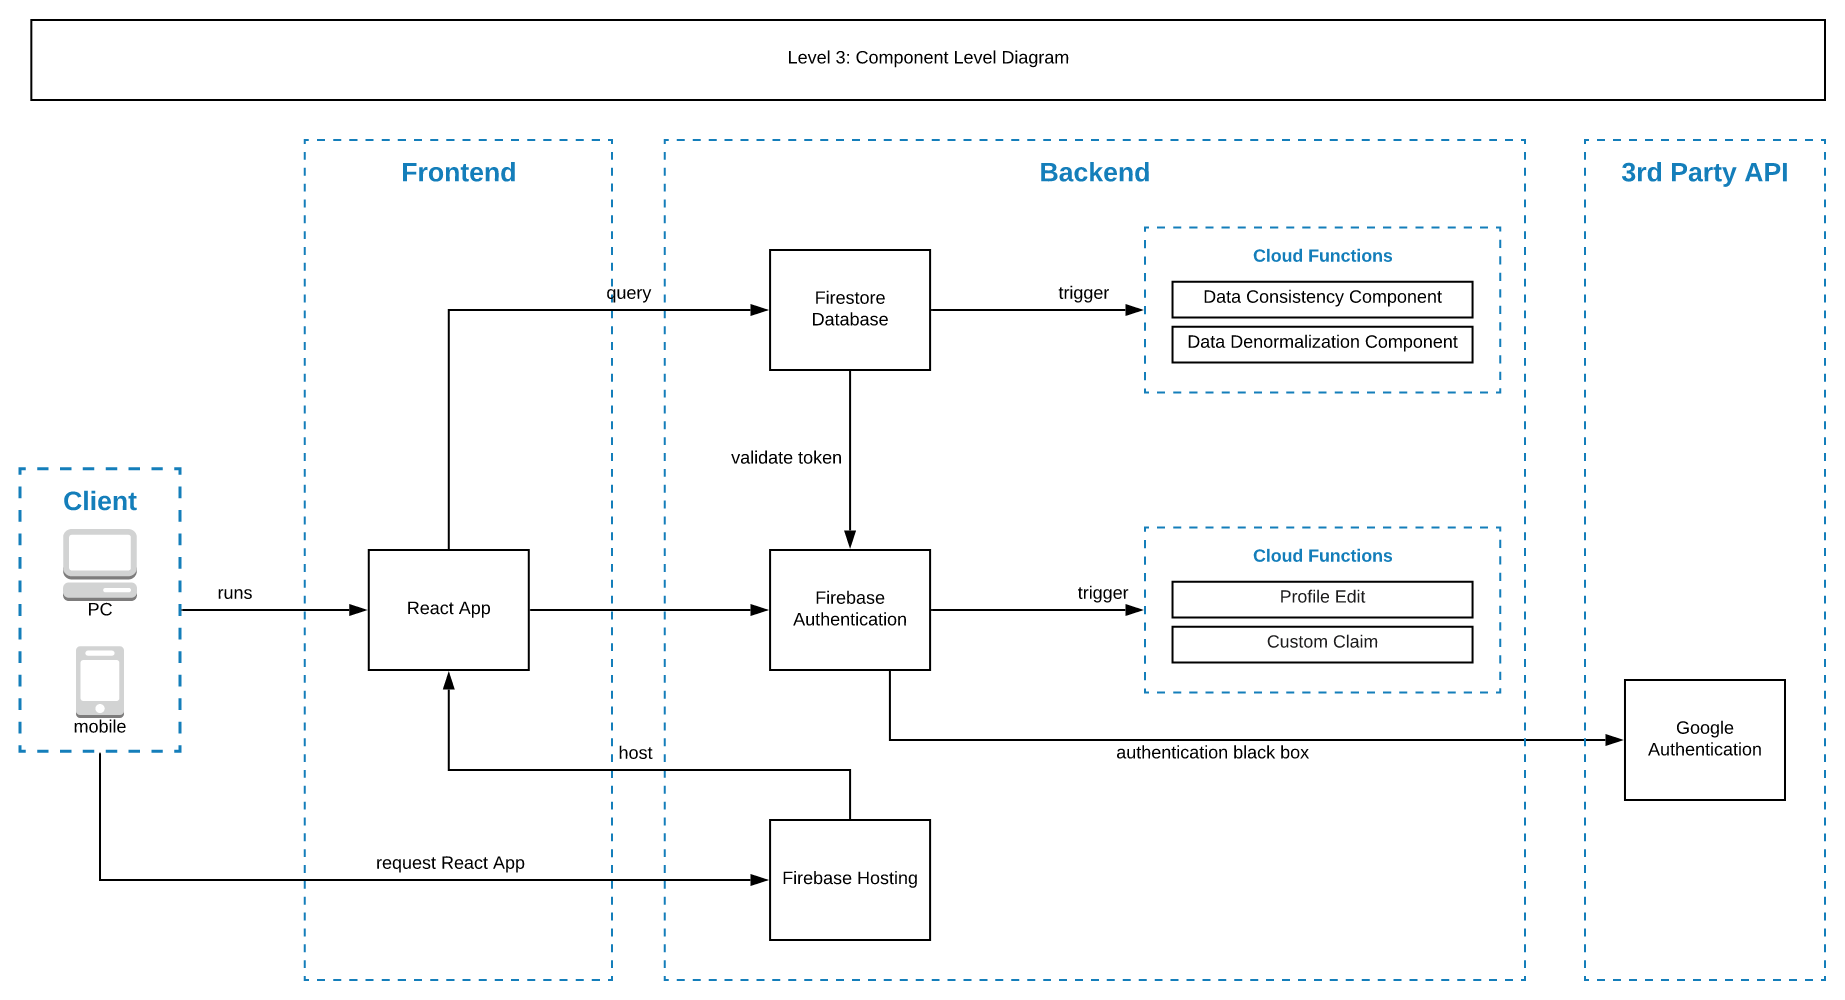 Level 3: Component Level Diagram
Frontend
Backend
3rd Party API
Cloud Functions
query
Firestore
Database
trigger
Data Consistency Component
Data Denormalization Component
validate token
Client
PC
mobile
runs
React App
Firebase
Authentication
trigger
Cloud Functions
Profile Edit
Custom Claim
host
authentication black box
Google
Authentication
request React App
Firebase Hosting